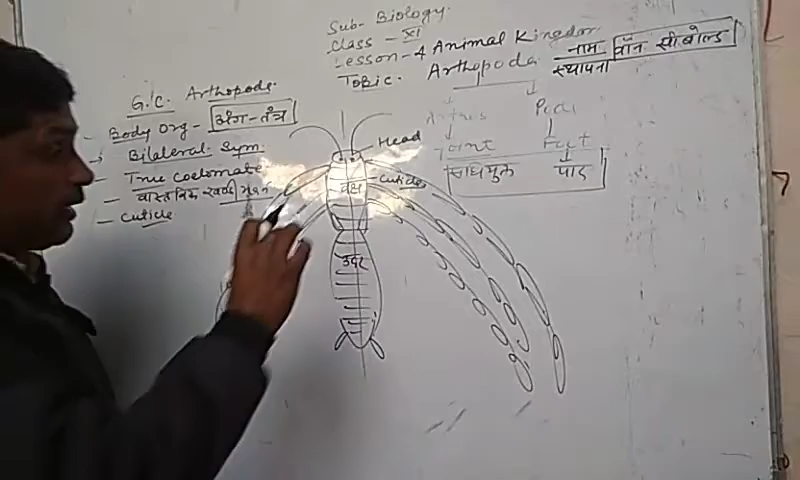 Sub- Biology.
Class - XI
Lesson-4 Animal Kingdom
Topic. Arthopoda नाम वॉन सीबोल्ड
स्थापना
G.C. Arthopoda.
Body Org - अंग-तंत्र
Bilateral Sym.
True Coelomate
वास्तविक
Cuticle
Head
वक्ष
Cuticle
उदर
Joint
पाद